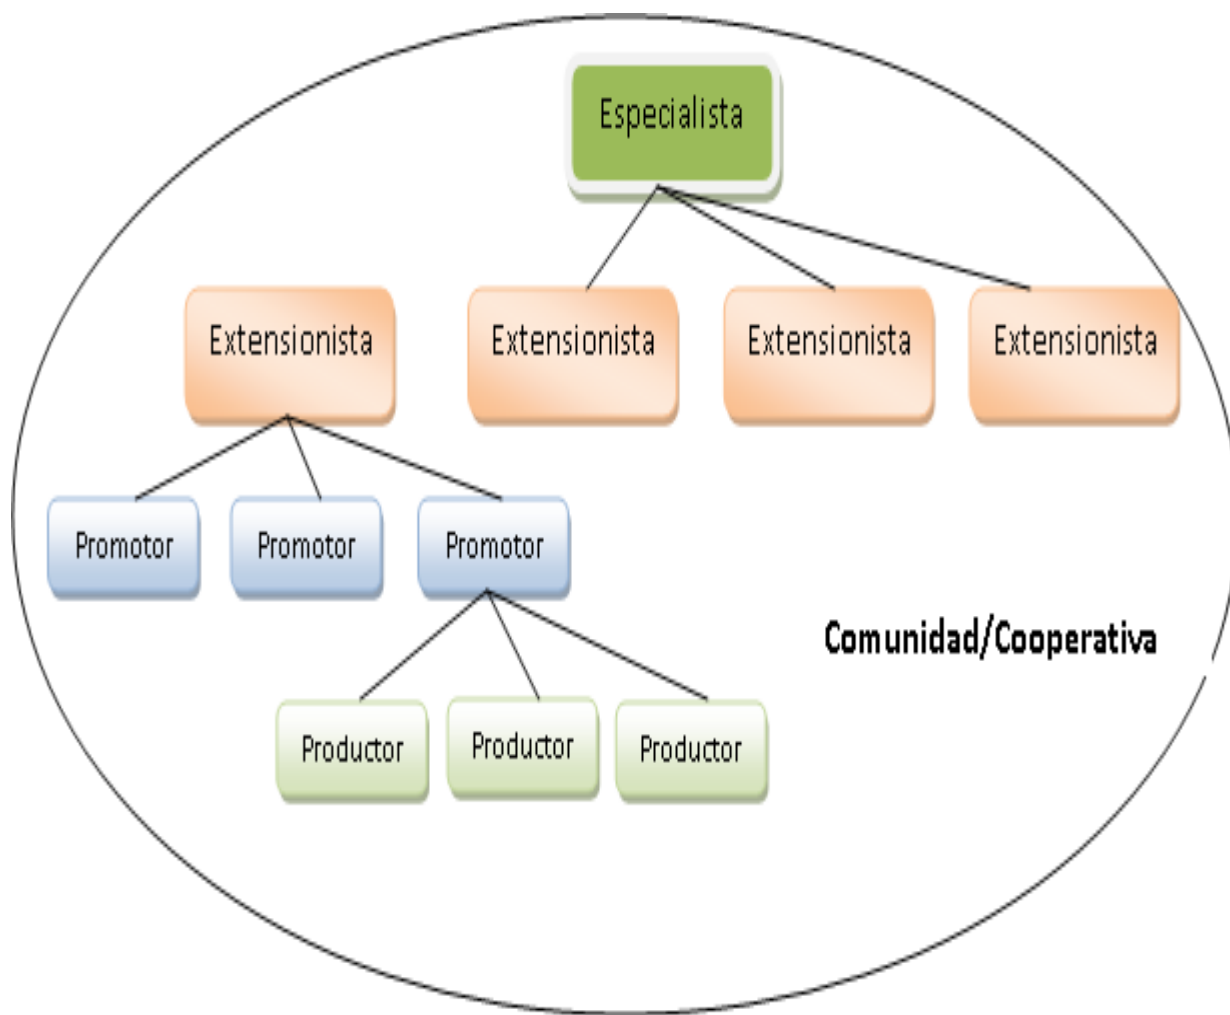 Especialista
Extensionista
Extensionista
Extensionista
Extensionista
Promotor
Promotor
Promotor
Comunidad/Cooperativa
Productor
Productor
Productor